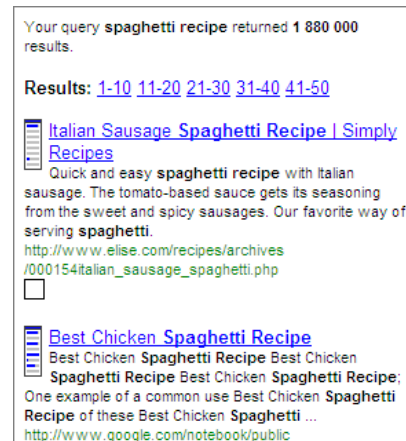 Your query spaghetti recipe returned 1 880 000
results.
Results: 1-10 11-20 21-30 31-40 41-50
Italian Sausage Spaghetti Recipe | Simply
Recipes
Quick and easy spaghetti recipe with Italian
sausage. The tomato-based sauce gets its seasoning
from the sweet and spicy sausages. Our favorite way of
serving spaghetti.
http://www.elise.com/recipes/archives
/000154italian_sausage_spaghetti.php
Best Chicken Spaghetti Recipe
Best Chicken Spaghetti Recipe Best Chicken
Spaghetti Recipe Best Chicken Spaghetti Recipe;
One example of a common use Best Chicken Spaghetti
Recipe of these Best Chicken Spaghetti ...
http://www.google.com/notebook/public